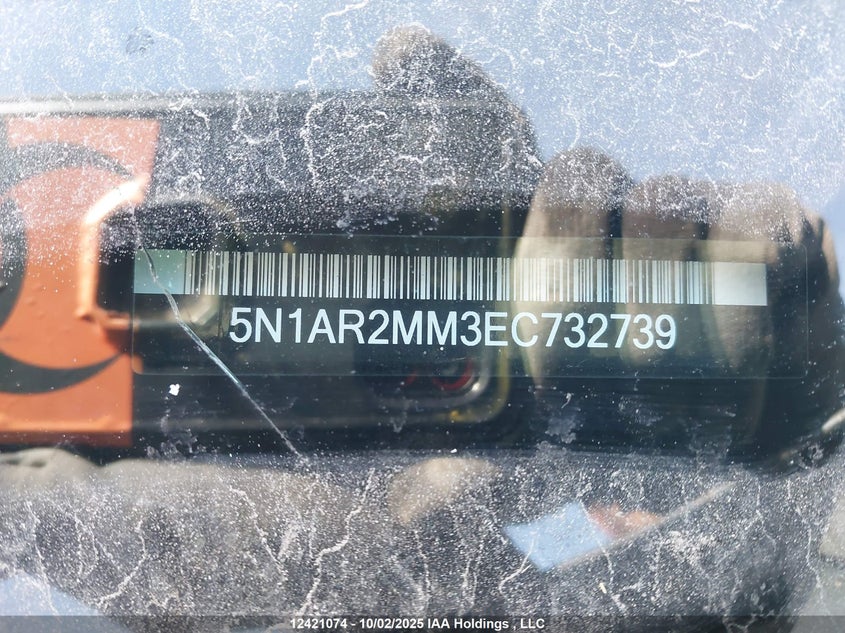 5N1AR2MM3EC732739
12421074 - 10/02/2025 IAA Holdings , LLC